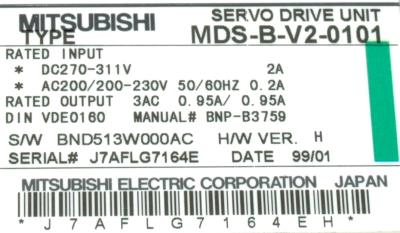 MITSUBISHI SERVO DRIVE UNIT
TYPE MDS-B-V2-0101
RATED INPUT
* DC270-311V 2A
* AC200/200-230V 50/60HZ 0.2A
RATED OUTPUT 3AC 0.95A/ 0.95A
DIN VDE0160 MANUAL# BNP-B3759
S/W BND513W000AC H/W VER. H
SERIAL# J7AFLG7164E DATE 99/01
MITSUBISHI ELECTRIC CORPORATION JAPAN
* J 7 A F L G 7 1 6 4 E H *